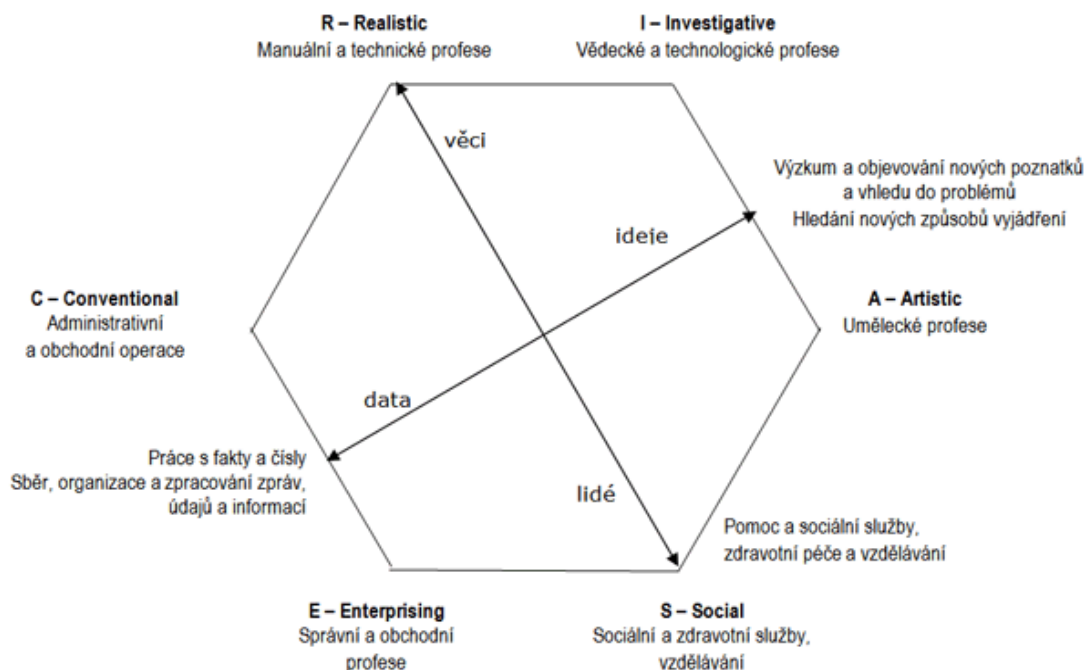 R – Realistic
Manuální a technické profese
I – Investigative
Vědecké a technologické profese
věci
Výzkum a objevování nových poznatků
a vhledu do problémů
Hledání nových způsobů vyjádření
ideje
C – Conventional
Administrativní
a obchodní operace
A – Artistic
Umělecké profese
data
Práce s fakty a čísly
Sběr, organizace a zpracování zpráv,
údajů a informací
lidé
Pomoc a sociální služby,
zdravotní péče a vzdělávání
E – Enterprising
Správní a obchodní
profese
S – Social
Sociální a zdravotní služby,
vzdělávání